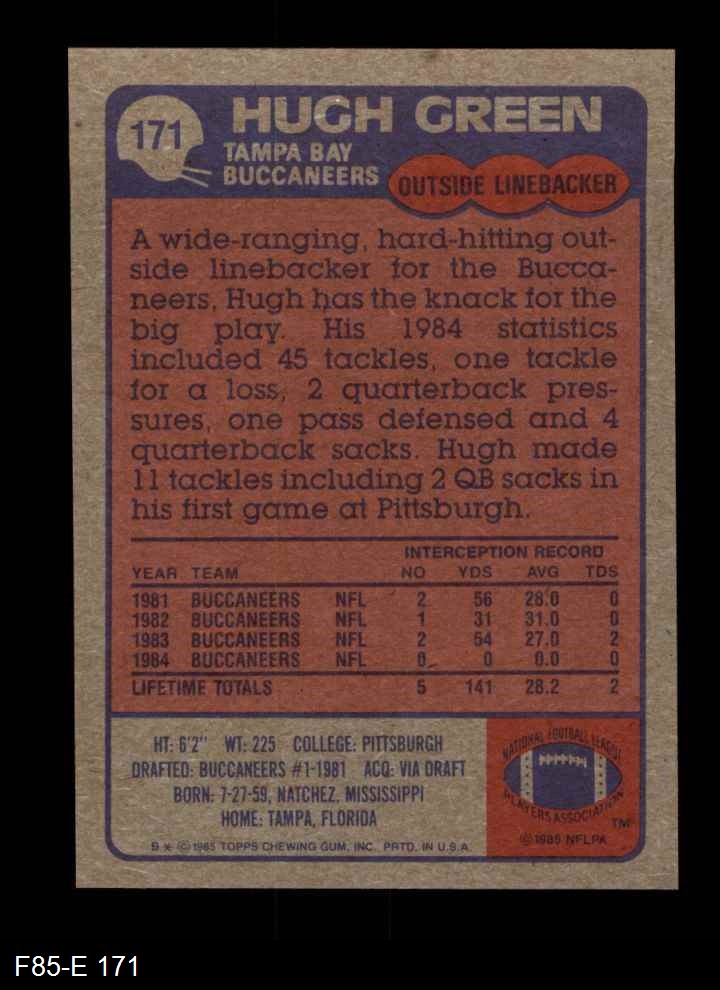 171
HUGH GREEN
TAMPA BAY
BUCCANEERS
OUTSIDE LINEBACKER
A wide-ranging, hard-hitting out-
side linebacker for the Bucca-
neers, Hugh has the knack for the
big play. His 1984 statistics
included 45 tackles, one tackle
for a loss, 2 quarterback pres-
sures, one pass defensed and 4
quarterback sacks. Hugh made
11 tackles including 2 QB sacks in
his first game at Pittsburgh.
INTERCEPTION RECORD
YEAR TEAM NO YDS AVG TDS
1981 BUCCANEERS NFL 2 56 28.0 0
1982 BUCCANEERS NFL 1 31 31.0 0
1983 BUCCANEERS NFL 2 54 27.0 2
1984 BUCCANEERS NFL 0 0 0.0 0
LIFETIME TOTALS 5 141 28.2 2
HT: 6'2" WT: 225 COLLEGE: PITTSBURGH
DRAFTED: BUCCANEERS #1-1981 ACQ: VIA DRAFT
BORN: 7-27-59, NATCHEZ, MISSISSIPPI
HOME: TAMPA, FLORIDA
B* © 1985 TOPPS CHEWING GUM, INC. PRTD. IN U.S.A.
NATIONAL FOOTBALL LEAGUE
PLAYERS ASSOCIATION
TM
© 1985 NFLPA
F85-E 171